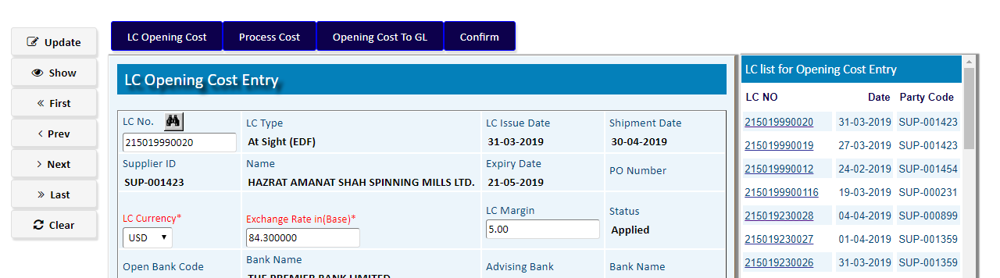 Update
Show
First
Prev
Next
Last
Clear
LC Opening Cost Process Cost Opening Cost To GL Confirm
LC Opening Cost Entry
LC No. LC Type LC Issue Date Shipment Date
215019990020 At Sight (EDF) 31-03-2019 30-04-2019
Supplier ID Name Expiry Date PO Number
SUP-001423 HAZRAT AMANAT SHAH SPINNING MILLS LTD. 21-05-2019
LC Currency* Exchange Rate in(Base)* LC Margin Status
USD 84.300000 5.00 Applied
Open Bank Code Bank Name Advising Bank Bank Name
THE PREMIER BANK LIMITED
LC list for Opening Cost Entry
LC NO Date Party Code
215019990020 31-03-2019 SUP-001423
215019990019 27-03-2019 SUP-001423
215019990012 24-02-2019 SUP-001454
2150199900116 19-03-2019 SUP-000231
215019230028 04-04-2019 SUP-000899
215019230027 01-04-2019 SUP-001359
215019230026 31-03-2019 SUP-001359